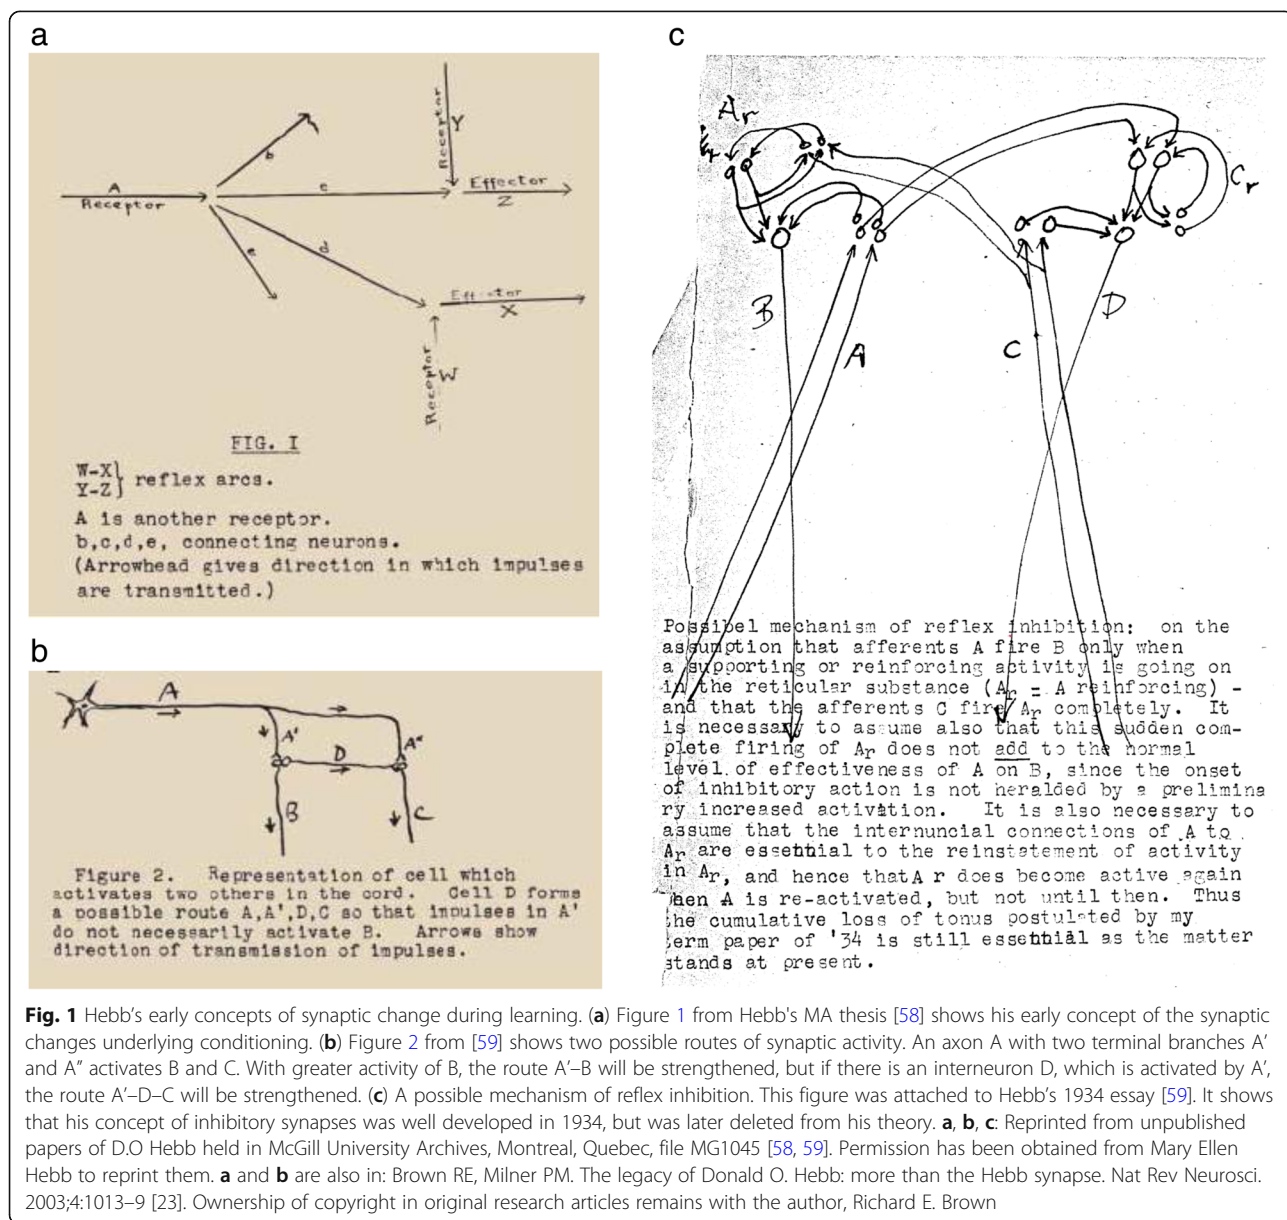 a
b
A
Receptor
c
e
d
Receptor
Y
Effector
Z
Effector
X
Receptor
W
FIG. I
W-X} reflex arcs.
Y-Z}
A is another receptor.
b,c,d,e, connecting neurons.
(Arrowhead gives direction in which impulses
are transmitted.)
b
A
A'
A"
D
B
C
Figure 2. Representation of cell which
activates two others in the cord. Cell D forms
a possible route A,A',D,C so that impulses in A'
do not necessarily activate B. Arrows show
direction of transmission of impulses.
c
Ar
Cr
B
A
C
D
Possibel mechanism of reflex inhibition: on the
assumption that afferents A fire B only when
a supporting or reinforcing activity is going on
in the reticular substance (Ar = A reinforcing) -
and that the afferents C fire Ar completely. It
is necessary to assume also that this sudden com-
plete firing of Ar does not add to the normal
level of effectiveness of A on B, since the onset
of inhibitory action is not heralded by a prelimina
ry increased activation. It is also necessary to
assume that the internuncial connections of A to
Ar are essential to the reinstatement of activity
in Ar, and hence that A r does become active again
when A is re-activated, but not until then. Thus
the cumulative loss of tonus postulated by my
term paper of '34 is still essential as the matter
stands at present.
Fig. 1 Hebb's early concepts of synaptic change during learning. (a) Figure 1 from Hebb's MA thesis [58] shows his early concept of the synaptic
changes underlying conditioning. (b) Figure 2 from [59] shows two possible routes of synaptic activity. An axon A with two terminal branches A'
and A" activates B and C. With greater activity of B, the route A'–B will be strengthened, but if there is an interneuron D, which is activated by A',
the route A'–D–C will be strengthened. (c) A possible mechanism of reflex inhibition. This figure was attached to Hebb's 1934 essay [59]. It shows
that his concept of inhibitory synapses was well developed in 1934, but was later deleted from his theory. a, b, c: Reprinted from unpublished
papers of D.O Hebb held in McGill University Archives, Montreal, Quebec, file MG1045 [58, 59]. Permission has been obtained from Mary Ellen
Hebb to reprint them. a and b are also in: Brown RE, Milner PM. The legacy of Donald O. Hebb: more than the Hebb synapse. Nat Rev Neurosci.
2003;4:1013–9 [23]. Ownership of copyright in original research articles remains with the author, Richard E. Brown